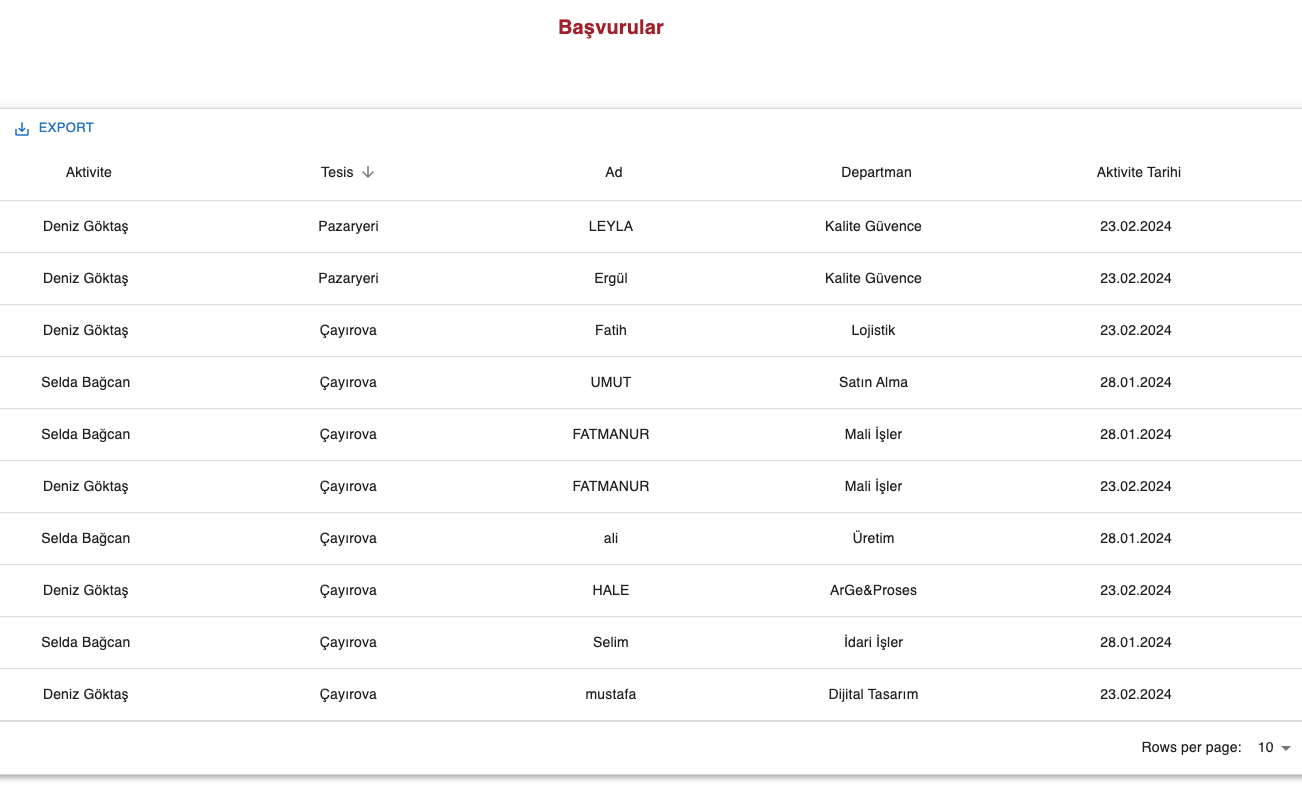 Başvurular
EXPORT
Aktivite Tesis Ad Departman Aktivite Tarihi
Deniz Göktaş Pazaryeri LEYLA Kalite Güvence 23.02.2024
Deniz Göktaş Pazaryeri Ergül Kalite Güvence 23.02.2024
Deniz Göktaş Çayırova Fatih Lojistik 23.02.2024
Selda Bağcan Çayırova UMUT Satın Alma 28.01.2024
Selda Bağcan Çayırova FATMANUR Mali İşler 28.01.2024
Deniz Göktaş Çayırova FATMANUR Mali İşler 23.02.2024
Selda Bağcan Çayırova ali Üretim 28.01.2024
Deniz Göktaş Çayırova HALE ArGe&Proses 23.02.2024
Selda Bağcan Çayırova Selim İdari İşler 28.01.2024
Deniz Göktaş Çayırova mustafa Dijital Tasarım 23.02.2024
Rows per page: 10